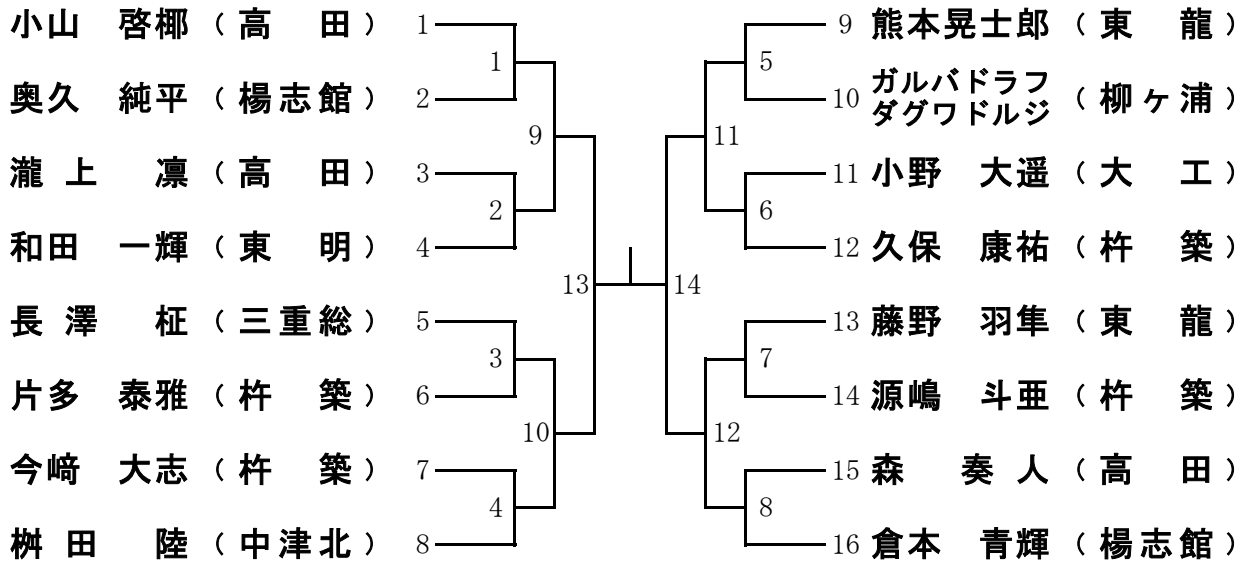 小山 啓椰 （ 高 田 ） 1
奥久 純平 （ 楊志館 ） 2
瀧上 凛 （ 高 田 ） 3
和田 一輝 （ 東 明 ） 4
長澤 柾 （ 三重総 ） 5
片多 泰雅 （ 杵 築 ） 6
今﨑 大志 （ 杵 築 ） 7
桝田 陸 （ 中津北 ） 8
1
2
3
4
9
10
13
14
11
12
5
6
7
8
9 熊本晃士郎 （ 東 龍 ）
10 ガルバドラフ
ダグワドルジ （ 柳ヶ浦 ）
11 小野 大遥 （ 大 工 ）
12 久保 康祐 （ 杵 築 ）
13 藤野 羽隼 （ 東 龍 ）
14 源嶋 斗亜 （ 杵 築 ）
15 森 奏人 （ 高 田 ）
16 倉本 青輝 （ 楊志館 ）